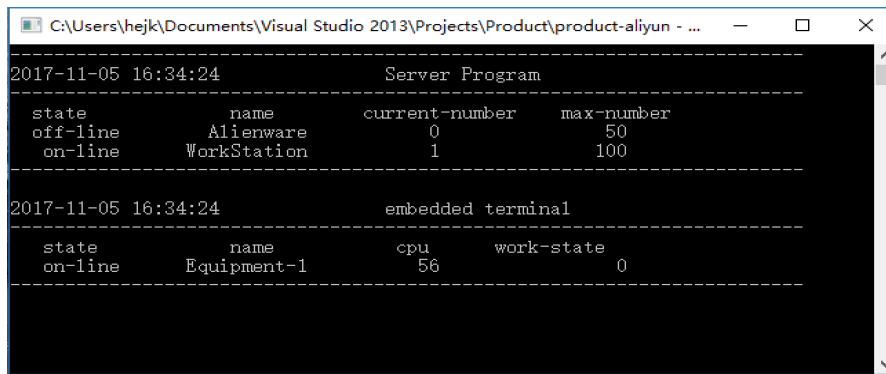 C:\Users\hejk\Documents\Visual Studio 2013\Projects\Product\product-aliyun - ...
2017-11-05 16:34:24 Server Program
state name current-number max-number
off-line Alienware 0 50
on-line WorkStation 1 100
2017-11-05 16:34:24 embedded terminal
state name cpu work-state
on-line Equipment-1 56 0